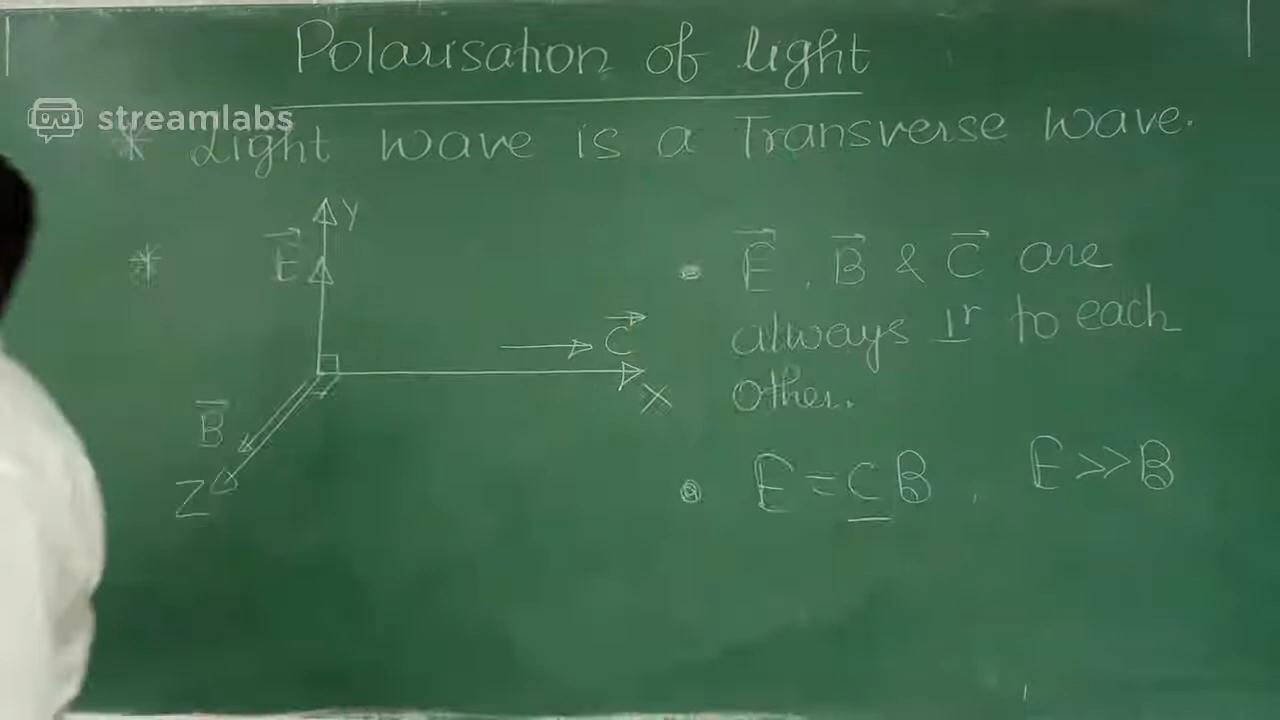 Polarisation of light
streamlabs
* Light wave is a Transverse wave.
Y
*
E⃗
C⃗
X
B⃗
Z
• E⃗, B⃗ & C⃗ are
always ⊥r to each
other.
• E = CB, E >> B